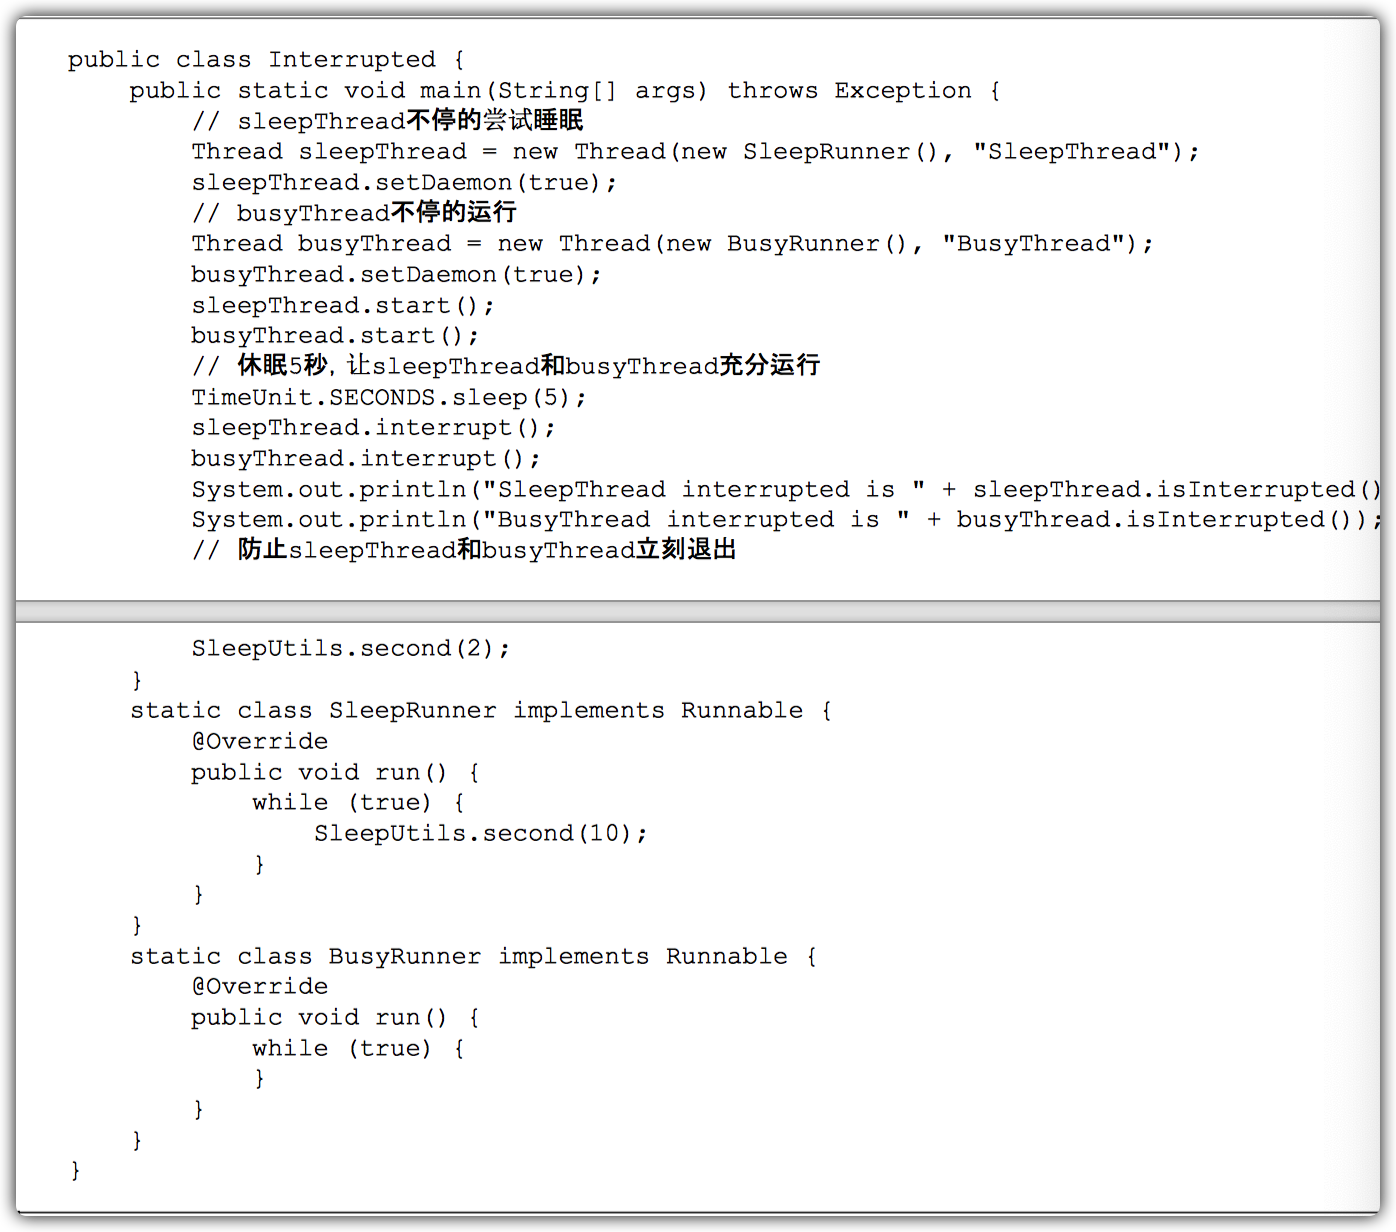 public class Interrupted {
    public static void main(String[] args) throws Exception {
        // sleepThread不停的尝试睡眠
        Thread sleepThread = new Thread(new SleepRunner(), "SleepThread");
        sleepThread.setDaemon(true);
        // busyThread不停的运行
        Thread busyThread = new Thread(new BusyRunner(), "BusyThread");
        busyThread.setDaemon(true);
        sleepThread.start();
        busyThread.start();
        // 休眠5秒，让sleepThread和busyThread充分运行
        TimeUnit.SECONDS.sleep(5);
        sleepThread.interrupt();
        busyThread.interrupt();
        System.out.println("SleepThread interrupted is " + sleepThread.isInterrupted()
        System.out.println("BusyThread interrupted is " + busyThread.isInterrupted());
        // 防止sleepThread和busyThread立刻退出
        SleepUtils.second(2);
    }
    static class SleepRunner implements Runnable {
        @Override
        public void run() {
            while (true) {
                SleepUtils.second(10);
            }
        }
    }
    static class BusyRunner implements Runnable {
        @Override
        public void run() {
            while (true) {
            }
        }
    }
}